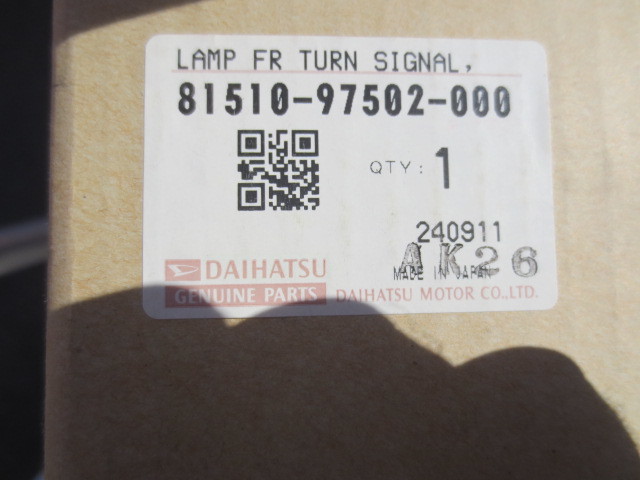 LAMP FR TURN SIGNAL,
81510-97502-000
QTY: 1
240911
AK26
MADE IN JAPAN
DAIHATSU
GENUINE PARTS DAIHATSU MOTOR CO.,LTD.